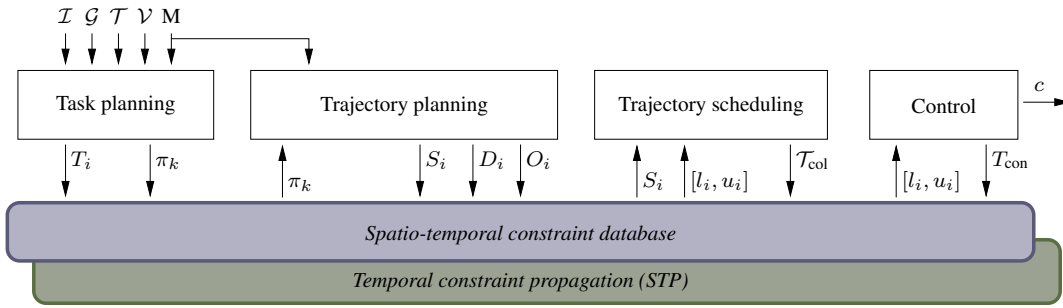 𝓘 𝓖 𝓣 𝓥 M
Task planning
Trajectory planning
Trajectory scheduling
Control
c
T_i
π_k
π_k
S_i
D_i
O_i
S_i
[l_i, u_i]
𝓣_col
[l_i, u_i]
T_con
Spatio-temporal constraint database
Temporal constraint propagation (STP)